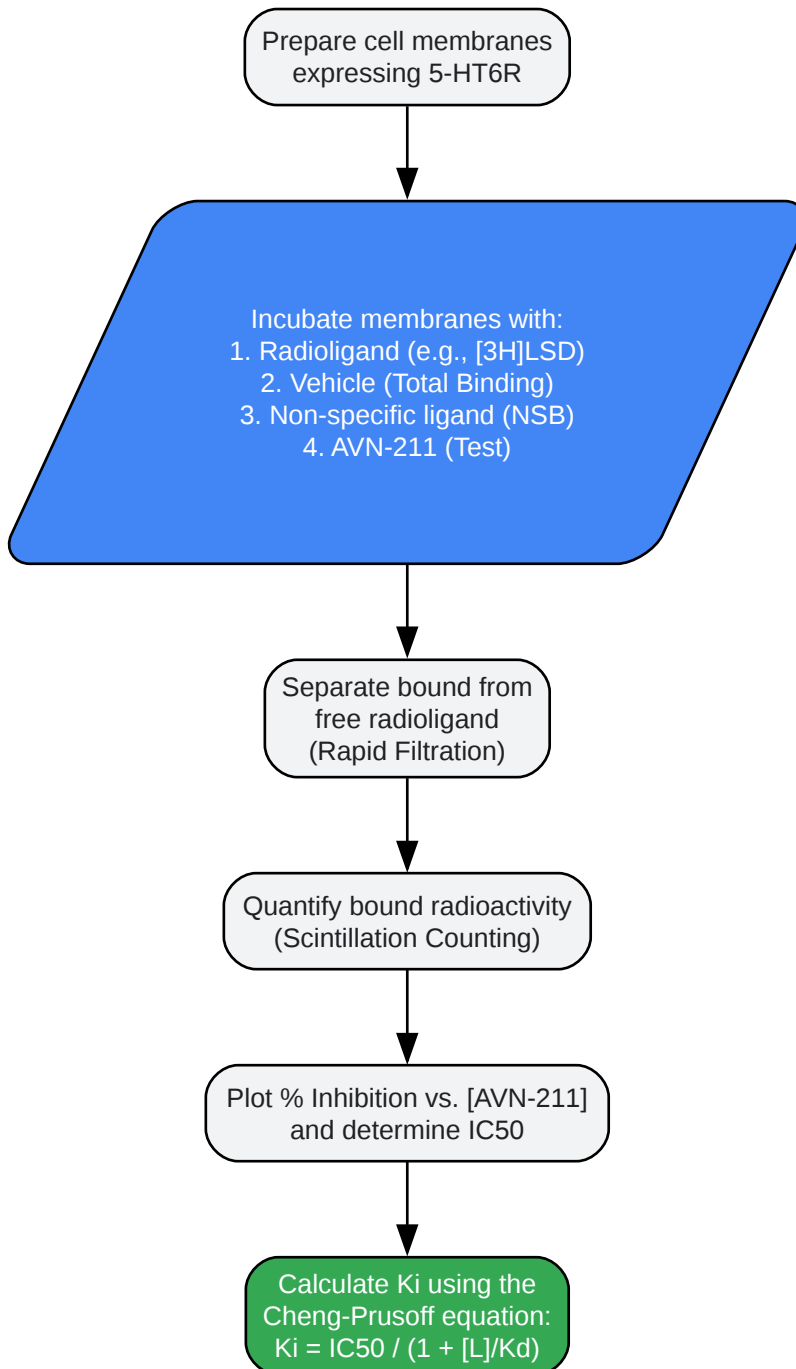 Prepare cell membranes
expressing 5-HT6R
Incubate membranes with:
1. Radioligand (e.g., [3H]LSD)
2. Vehicle (Total Binding)
3. Non-specific ligand (NSB)
4. AVN-211 (Test)
Separate bound from
free radioligand
(Rapid Filtration)
Quantify bound radioactivity
(Scintillation Counting)
Plot % Inhibition vs. [AVN-211]
and determine IC50
Calculate Ki using the
Cheng-Prusoff equation:
Ki = IC50 / (1 + [L]/Kd)